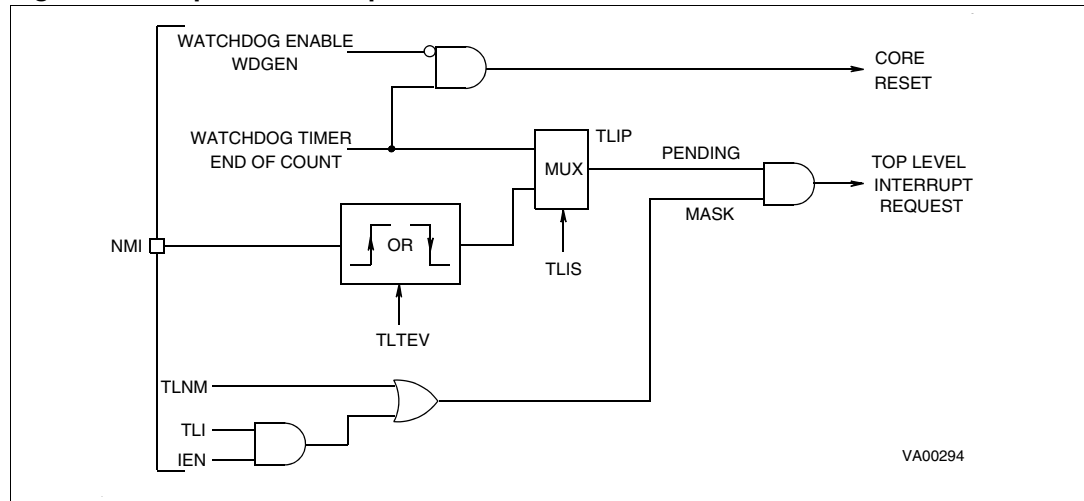 WATCHDOG ENABLE
WDGEN
CORE
RESET
WATCHDOG TIMER
END OF COUNT
TLIP
MUX
PENDING
TOP LEVEL
INTERRUPT
REQUEST
MASK
NMI
OR
TLIS
TLTEV
TLNM
TLI
IEN
VA00294